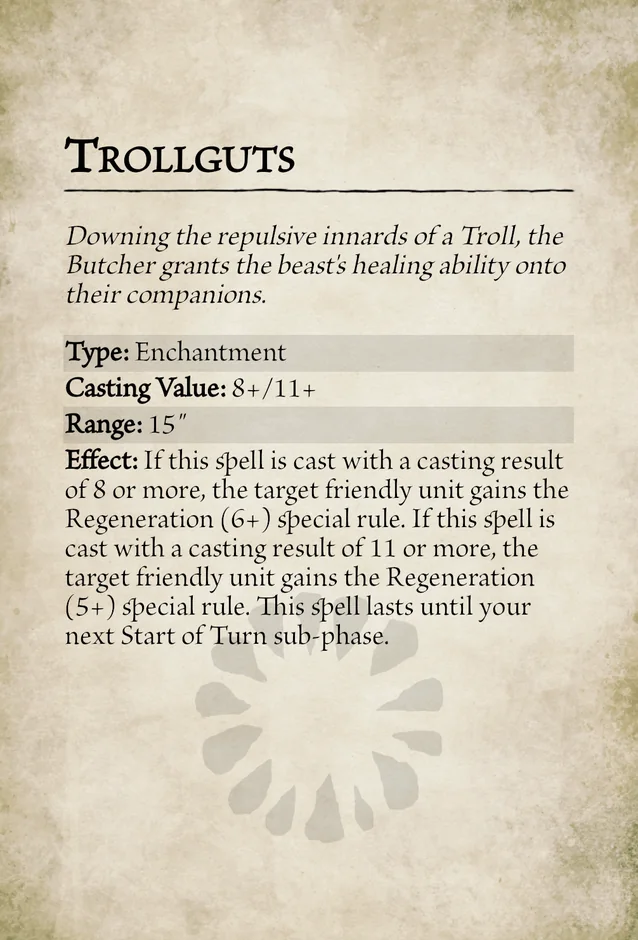 Trollguts
Downing the repulsive innards of a Troll, the
Butcher grants the beast's healing ability onto
their companions.
Type: Enchantment
Casting Value: 8+/11+
Range: 15″
Effect: If this spell is cast with a casting result
of 8 or more, the target friendly unit gains the
Regeneration (6+) special rule. If this spell is
cast with a casting result of 11 or more, the
target friendly unit gains the Regeneration
(5+) special rule. This spell lasts until your
next Start of Turn sub-phase.